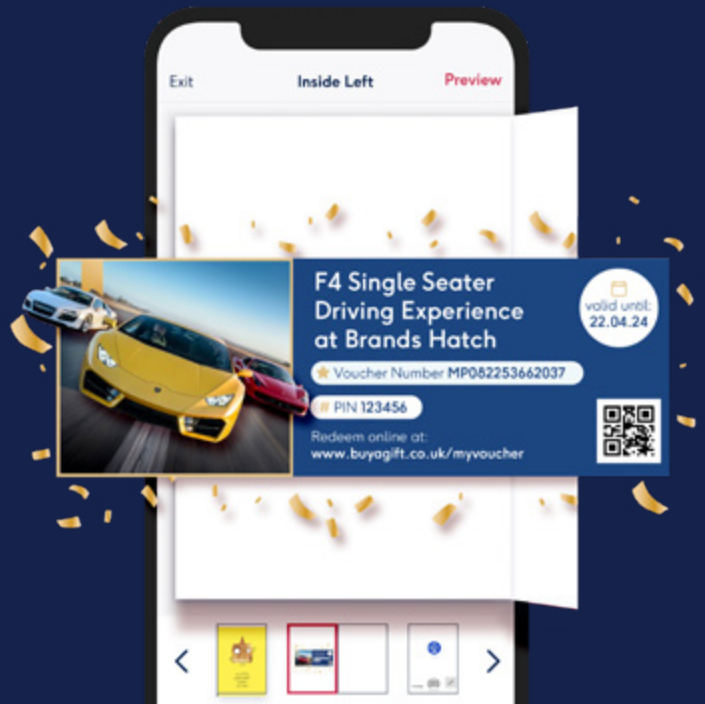 Exit
Inside Left
Preview
F4 Single Seater
Driving Experience
at Brands Hatch
valid until:
22.04.24
Voucher Number MP082253662037
# PIN 123456
Redeem online at:
www.buyagift.co.uk/myvoucher